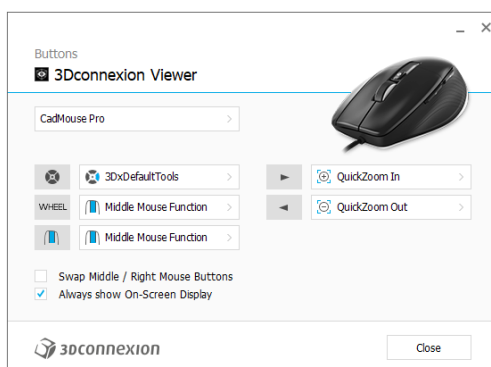 Buttons
3Dconnexion Viewer
CadMouse Pro
3DxDefaultTools
QuickZoom In
WHEEL
Middle Mouse Function
QuickZoom Out
Middle Mouse Function
Swap Middle / Right Mouse Buttons
Always show On-Screen Display
3Dconnexion
Close